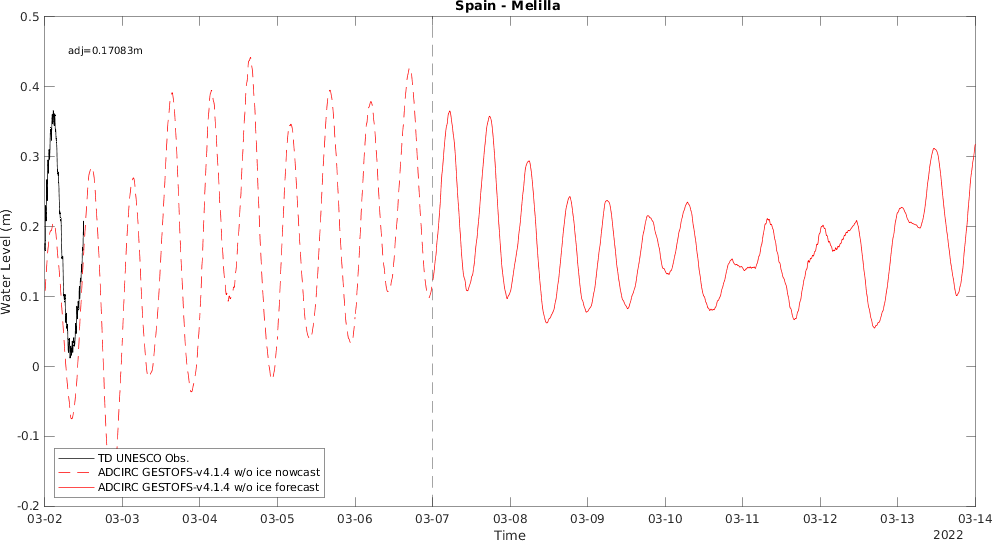 Spain - Melilla
adj=0.17083m
0.5
0.4
0.3
0.2
0.1
0
-0.1
-0.2
Water Level (m)
TD UNESCO Obs.
ADCIRC GESTOFS-v4.1.4 w/o ice nowcast
ADCIRC GESTOFS-v4.1.4 w/o ice forecast
03-02 03-03 03-04 03-05 03-06 03-07 03-08 03-09 03-10 03-11 03-12 03-13 03-14
Time
2022